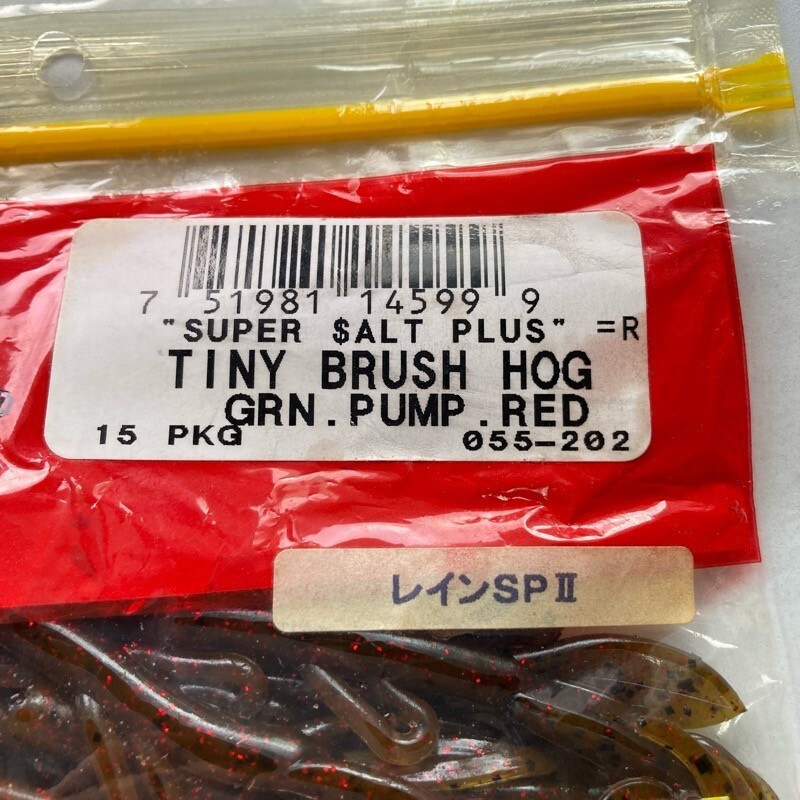 7 51981 14599 9
"SUPER $ALT PLUS" =R
TINY BRUSH HOG
GRN.PUMP.RED
15 PKG 055-202
レインSPⅡ